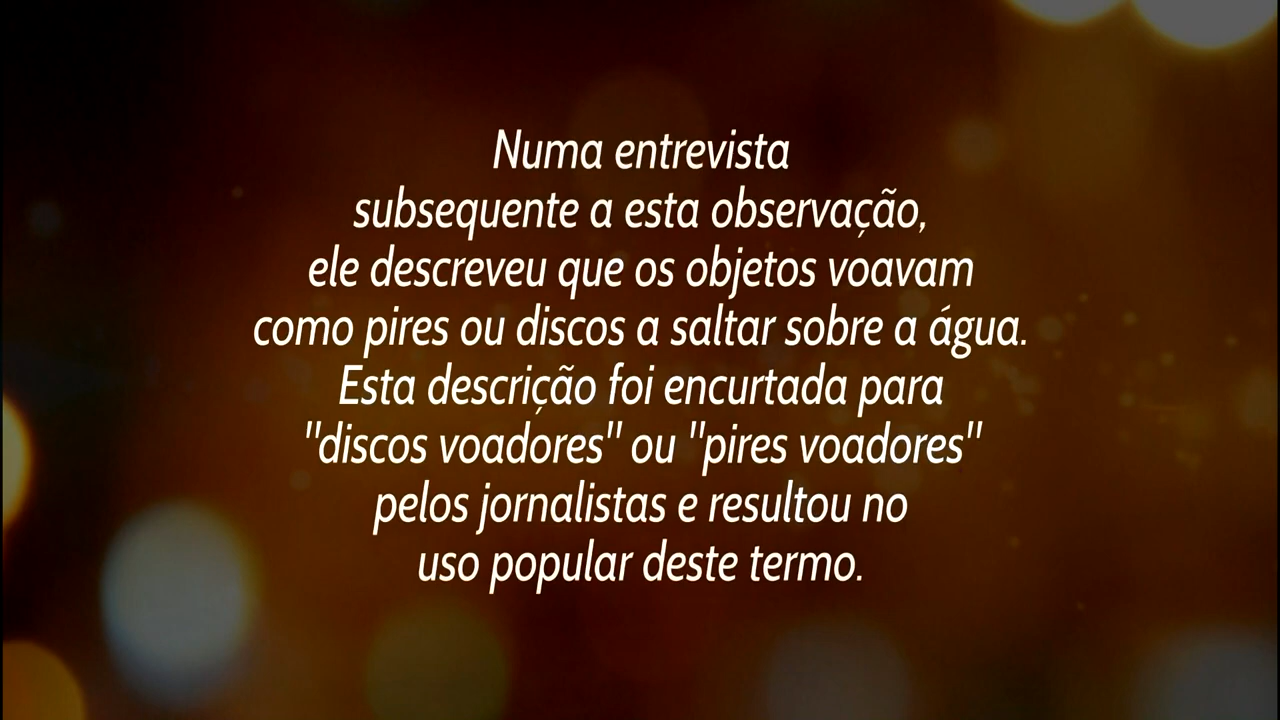 Numa entrevista
subsequente a esta observação,
ele descreveu que os objetos voavam
como pires ou discos a saltar sobre a água.
Esta descrição foi encurtada para
"discos voadores" ou "pires voadores"
pelos jornalistas e resultou no
uso popular deste termo.